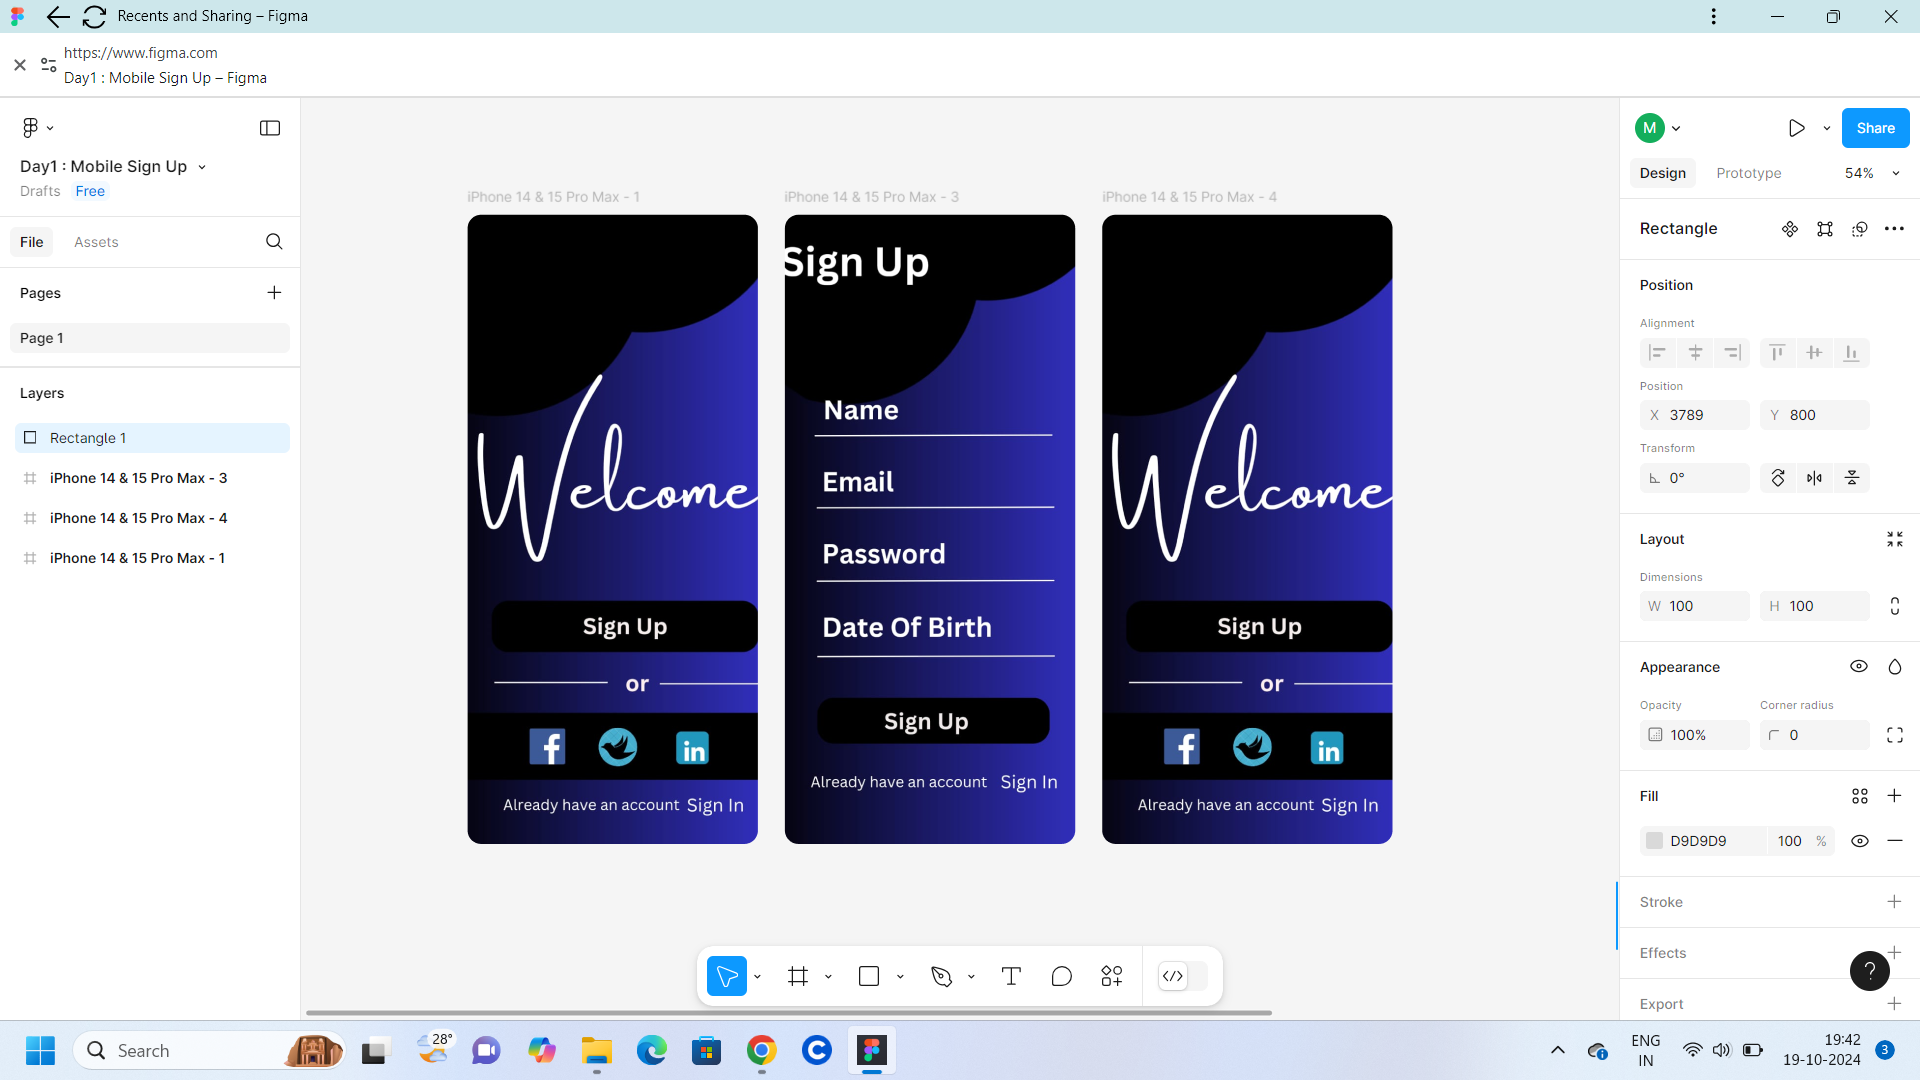 Recents and Sharing – Figma
https://www.figma.com
Day1 : Mobile Sign Up – Figma
Day1 : Mobile Sign Up
Drafts Free
File Assets
Pages
Page 1
Layers
Rectangle 1
iPhone 14 & 15 Pro Max - 3
iPhone 14 & 15 Pro Max - 4
iPhone 14 & 15 Pro Max - 1
iPhone 14 & 15 Pro Max - 1
Welcome
Sign Up
or
f in
Already have an account Sign In
iPhone 14 & 15 Pro Max - 3
Sign Up
Name
Email
Password
Date Of Birth
Sign Up
Already have an account Sign In
iPhone 14 & 15 Pro Max - 4
Welcome
Sign Up
or
f in
Already have an account Sign In
M Share
Design Prototype 54%
Rectangle
Position
Alignment
Position
X 3789 Y 800
Transform
0°
Layout
Dimensions
W 100 H 100
Appearance
Opacity Corner radius
100% 0
Fill
D9D9D9 100 %
Stroke
Effects
?
Export
Search
28°
C
ENG
IN
19:42
19-10-2024
3